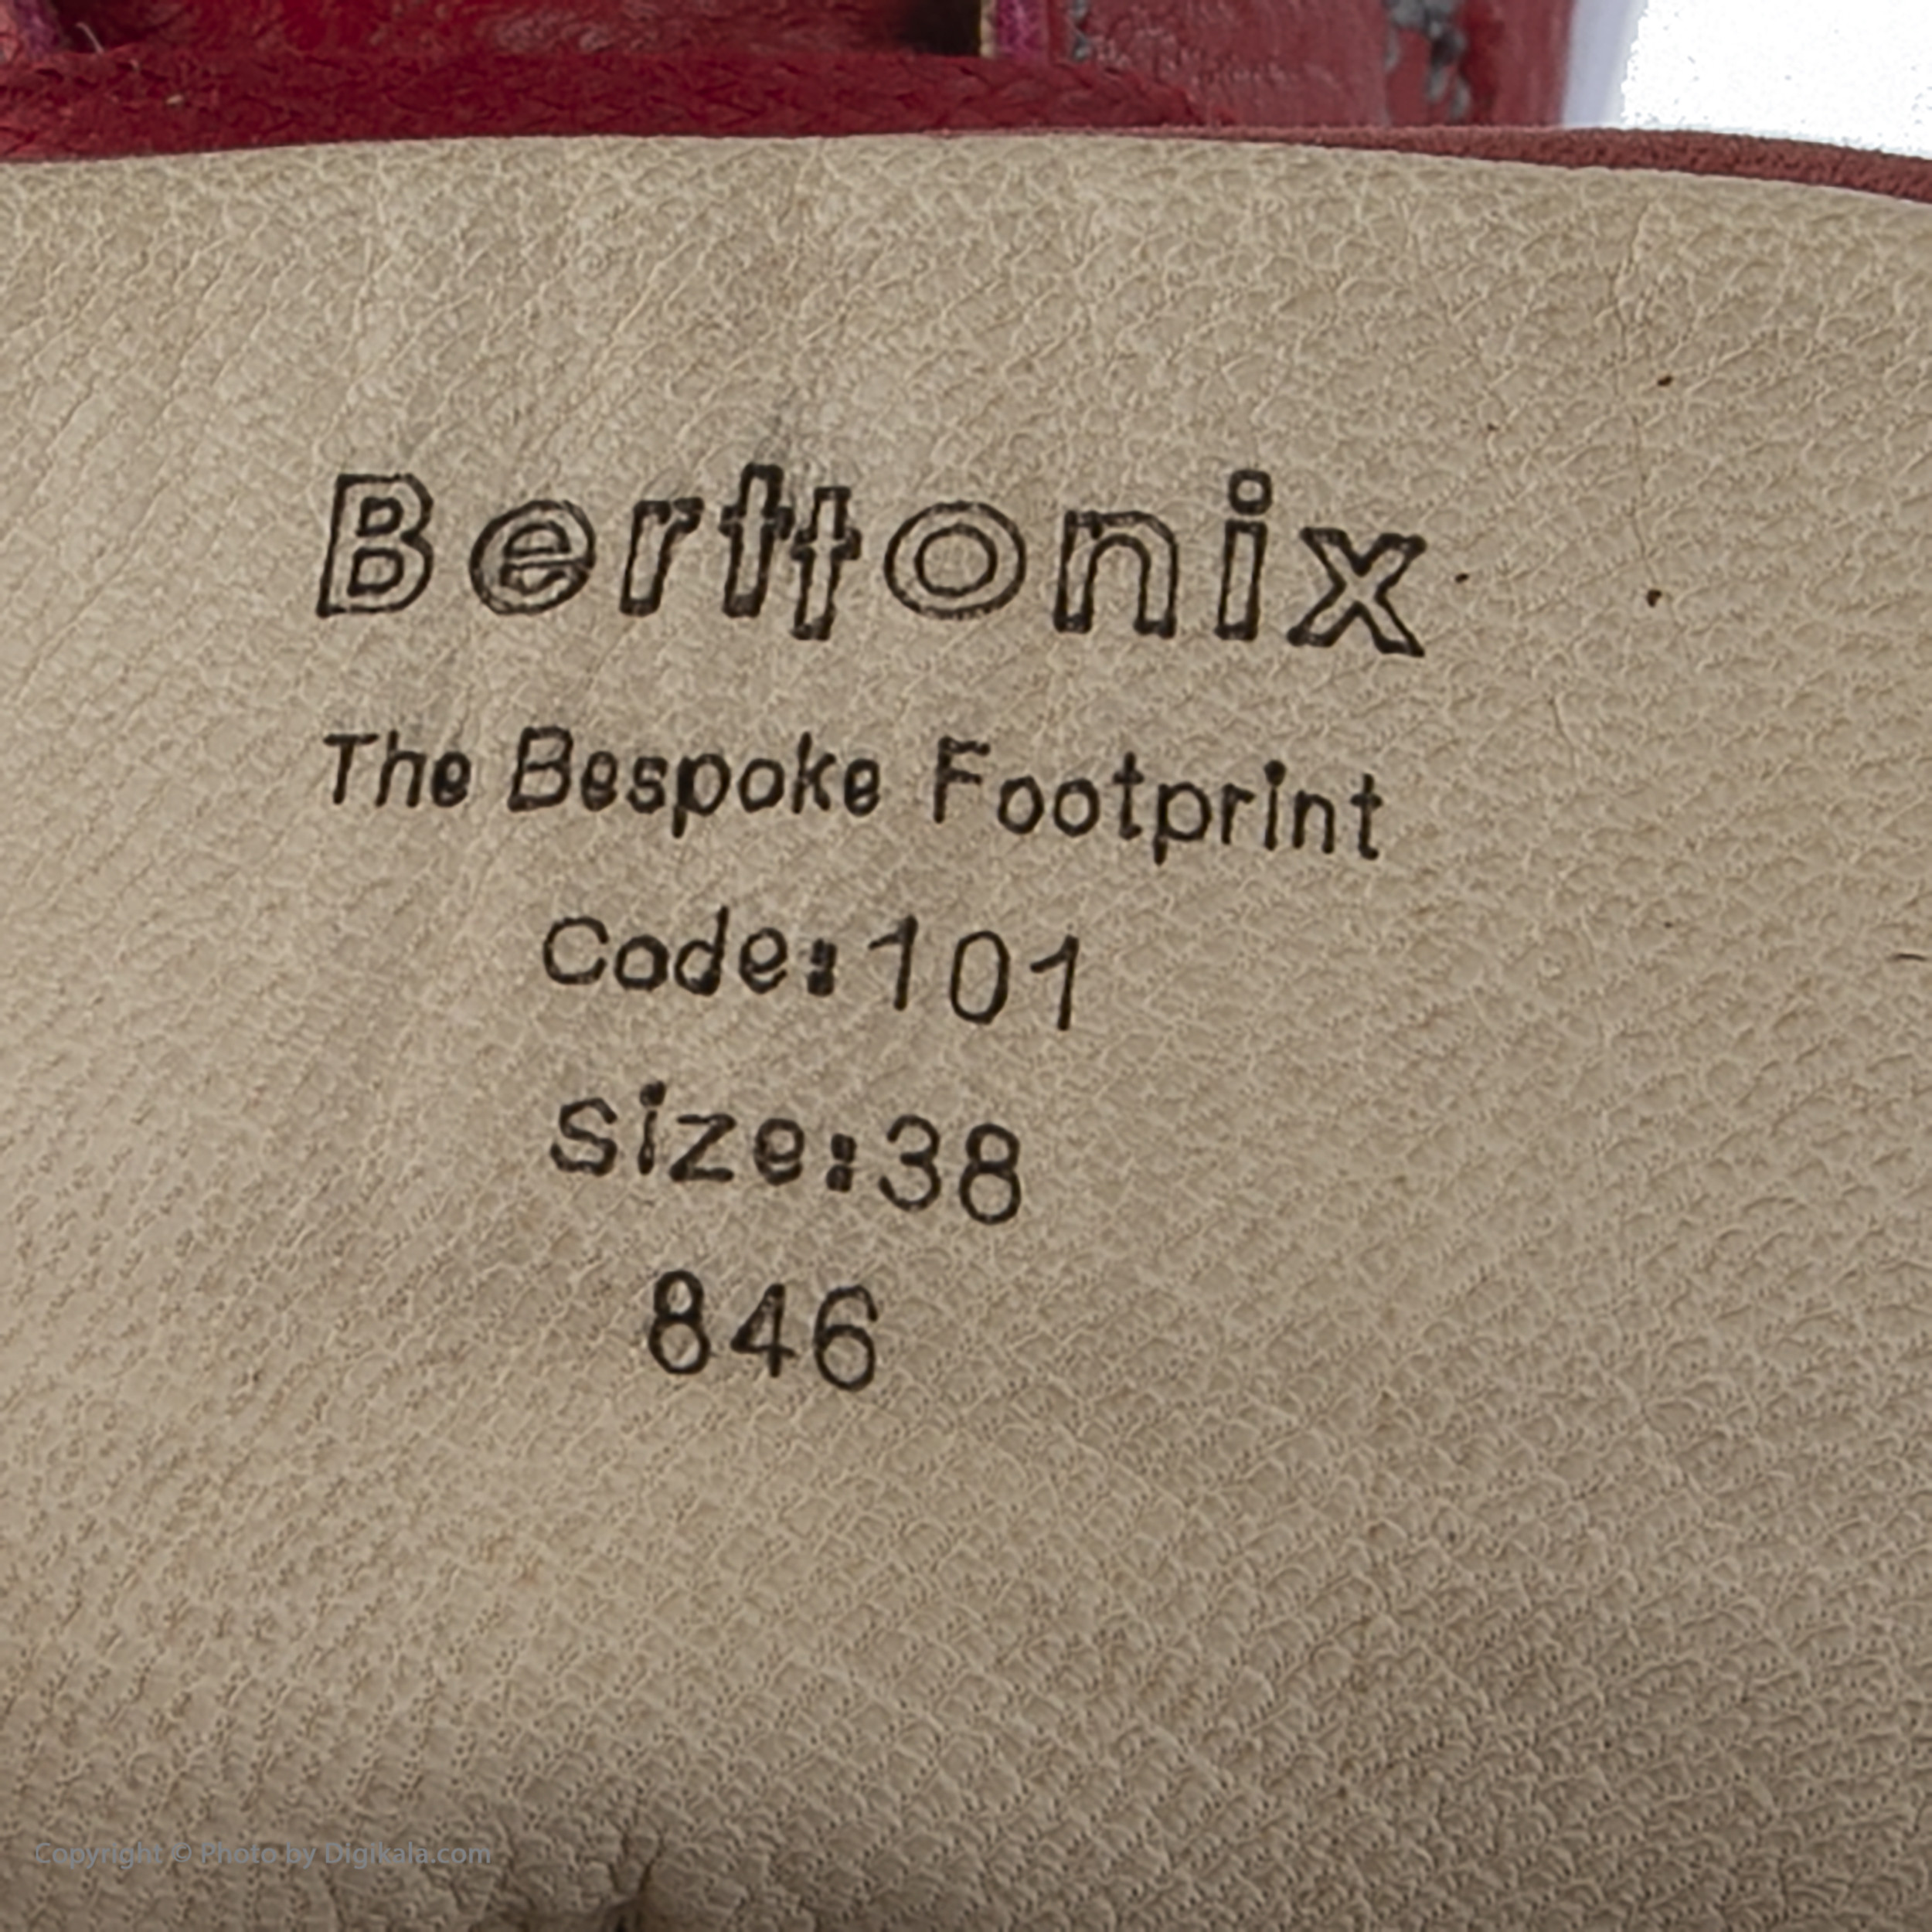 Berttonix
The Bespoke Footprint
Code:101
Size:38
846
Copyright © Photo by Digikala.com